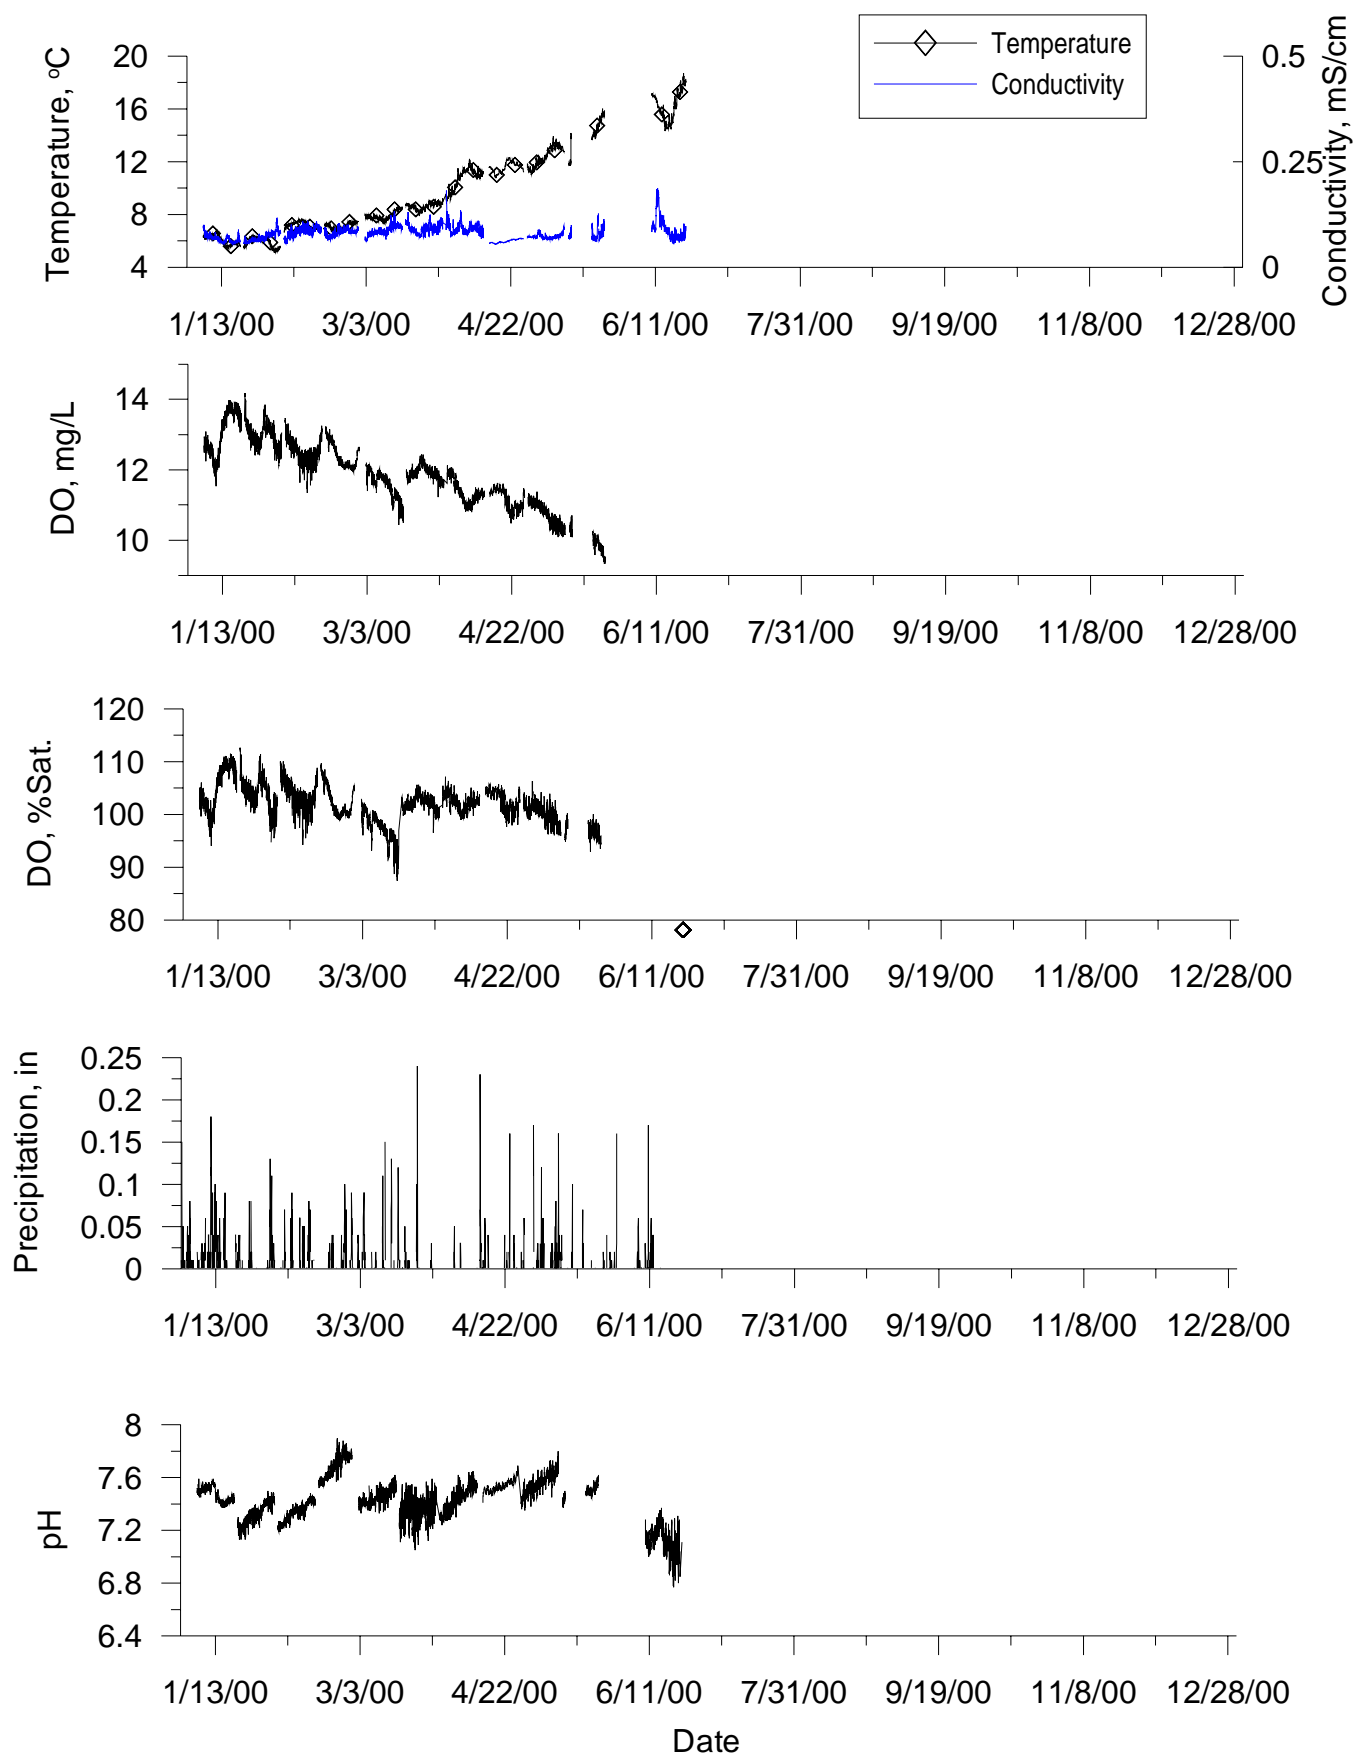 Temperature
Conductivity
Temperature, °C
20
16
12
8
4
0.5
0.25
0
Conductivity, mS/cm
1/13/00 3/3/00 4/22/00 6/11/00 7/31/00 9/19/00 11/8/00 12/28/00
DO, mg/L
14
12
10
1/13/00 3/3/00 4/22/00 6/11/00 7/31/00 9/19/00 11/8/00 12/28/00
DO, %Sat.
120
110
100
90
80
1/13/00 3/3/00 4/22/00 6/11/00 7/31/00 9/19/00 11/8/00 12/28/00
Precipitation, in
0.25
0.2
0.15
0.1
0.05
0
1/13/00 3/3/00 4/22/00 6/11/00 7/31/00 9/19/00 11/8/00 12/28/00
pH
8
7.6
7.2
6.8
6.4
1/13/00 3/3/00 4/22/00 6/11/00 7/31/00 9/19/00 11/8/00 12/28/00
Date